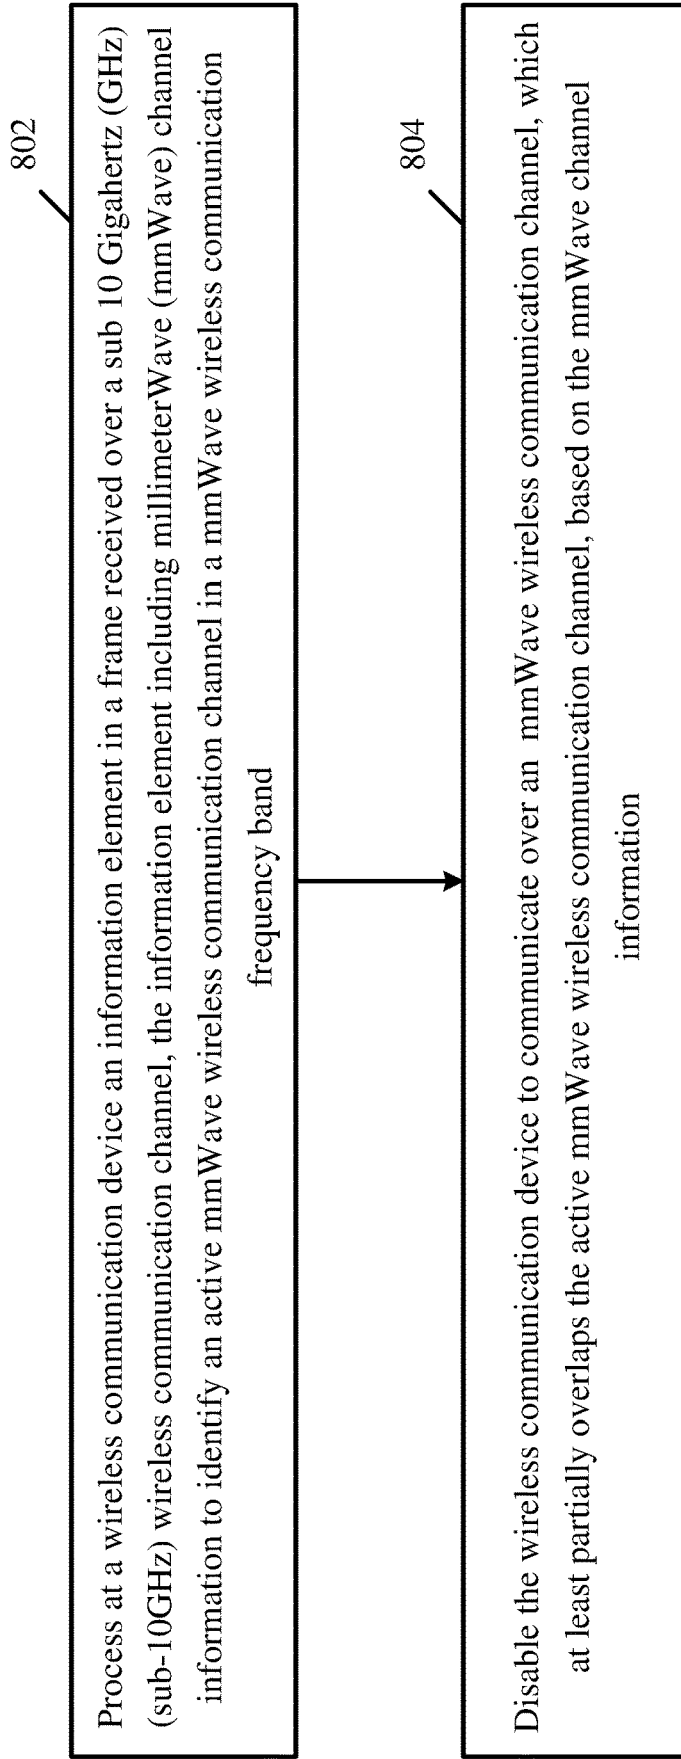 802
Process at a wireless communication device an information element in a frame received over a sub 10 Gigahertz (GHz)
(sub-10GHz) wireless communication channel, the information element including millimeterWave (mmWave) channel
information to identify an active mmWave wireless communication channel in a mmWave wireless communication
frequency band
804
Disable the wireless communication device to communicate over an mmWave wireless communication channel, which
at least partially overlaps the active mmWave wireless communication channel, based on the mmWave channel
information